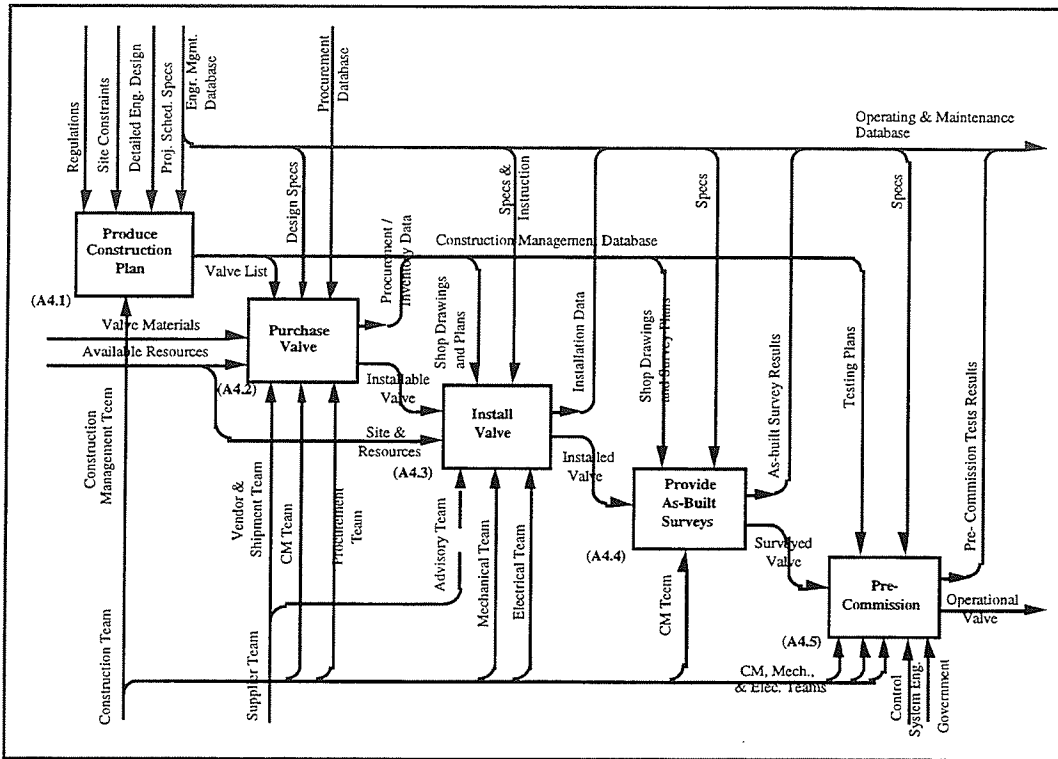 Regulations
Site Constraints
Detailed Eng. Design
Proj. Sched. Specs
Engr. Mgmt.
Database
Procurement
Database
Operating & Maintenance
Database
Design Specs
Specs &
Instruction
Specs
Specs
Produce
Construction
Plan
(A4.1)
Valve List
Procurement /
Inventory Data
Construction Management Database
Valve Materials
Available Resources
Purchase
Valve
(A4.2)
Installable
Valve
Shop Drawings
and Plans
Installation Data
Shop Drawings
and Survey Plans
As-built Survey Results
Testing Plans
Pre- Commission Tests Results
Site &
Resources
Install
Valve
(A4.3)
Installed
Valve
Construction
Management Teem
Vendor &
Shipment Team
CM Team
Procurement
Team
Advisory Team
Mechanical Team
Electrical Team
Provide
As-Built
Surveys
(A4.4)
Surveyed
Valve
CM Teem
Pre-
Commission
(A4.5)
Operational
Valve
Construction Team
Supplier Team
CM, Mech.,
& Elec. Teams
Control
System Eng.
Government